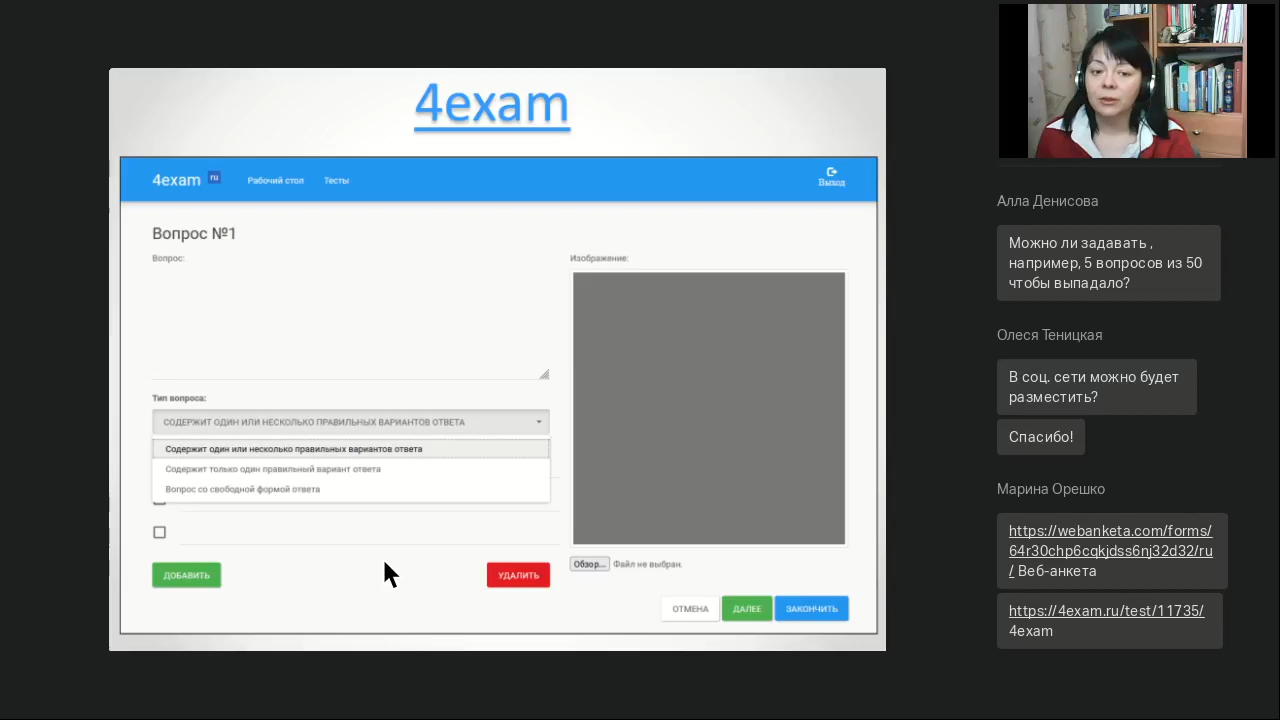 4exam
4exam ru Рабочий стол Тесты Выход
Вопрос №1
Вопрос:
Изображение:
Тип вопроса:
СОДЕРЖИТ ОДИН ИЛИ НЕСКОЛЬКО ПРАВИЛЬНЫХ ВАРИАНТОВ ОТВЕТА
Содержит один или несколько правильных вариантов ответа
Содержит только один правильный вариант ответа
Вопрос со свободной формой ответа
ДОБАВИТЬ
УДАЛИТЬ
Обзор... Файл не выбран.
ОТМЕНА
ДАЛЕЕ
ЗАКОНЧИТЬ
Алла Денисова
Можно ли задавать ,
например, 5 вопросов из 50
чтобы выпадало?
Олеся Теницкая
В соц. сети можно будет
разместить?
Спасибо!
Марина Орешко
https://webanketa.com/forms/
64r30chp6cqkjdss6nj32d32/ru
/ Веб-анкета
https://4exam.ru/test/11735/
4exam